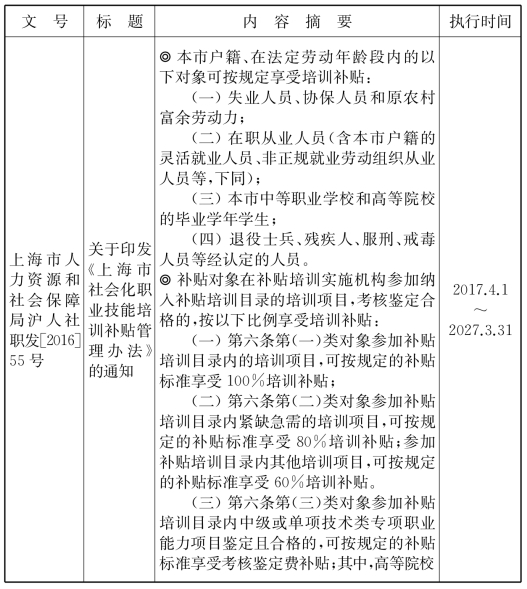 文 号
标 题
内 容 摘 要
执行时间
上海市人
力资源和
社会保障
局沪人社
职发[2016]
55 号
关于印发
《上海市
社会化职
业技能培
训补贴管
理办法》
的通知
◎ 本市户籍、在法定劳动年龄段内的以
下对象可按规定享受培训补贴:
(一) 失业人员、协保人员和原农村
富余劳动力;
(二) 在职从业人员(含本市户籍的
灵活就业人员、非正规就业劳动组织从业
人员等,下同);
(三) 本市中等职业学校和高等院校
的毕业学年学生;
(四) 退役士兵、残疾人、服刑、戒毒
人员等经认定的人员。
◎ 补贴对象在补贴培训实施机构参加纳
入补贴培训目录的培训项目,考核鉴定合
格的,按以下比例享受培训补贴:
(一) 第六条第(一)类对象参加补贴
培训目录内的培训项目,可按规定的补贴
标准享受 100%培训补贴;
(二) 第六条第(二)类对象参加补贴
培训目录内紧缺急需的培训项目,可按规
定的补贴标准享受 80%培训补贴;参加
补贴培训目录内其他培训项目,可按规定
的补贴标准享受 60%培训补贴。
(三) 第六条第(三)类对象参加补贴
培训目录内中级或单项技术类专项职业
能力项目鉴定且合格的,可按规定的补贴
标准享受考核鉴定费补贴;其中,高等院校
2017.4.1
~
2027.3.31